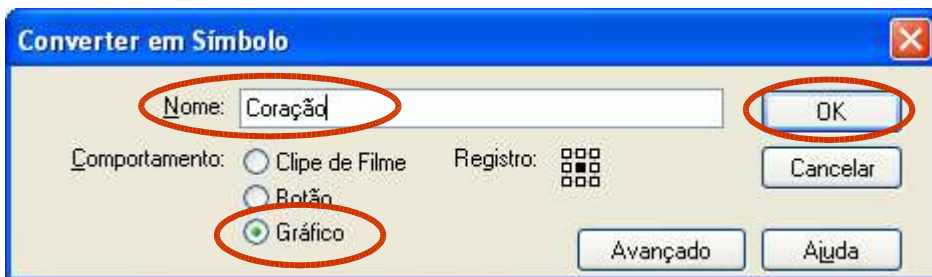 Converter em Símbolo
Nome: Coração OK
Comportamento: Clipe de Filme Registro: Cancelar
Botão
Gráfico
Avançado Ajuda